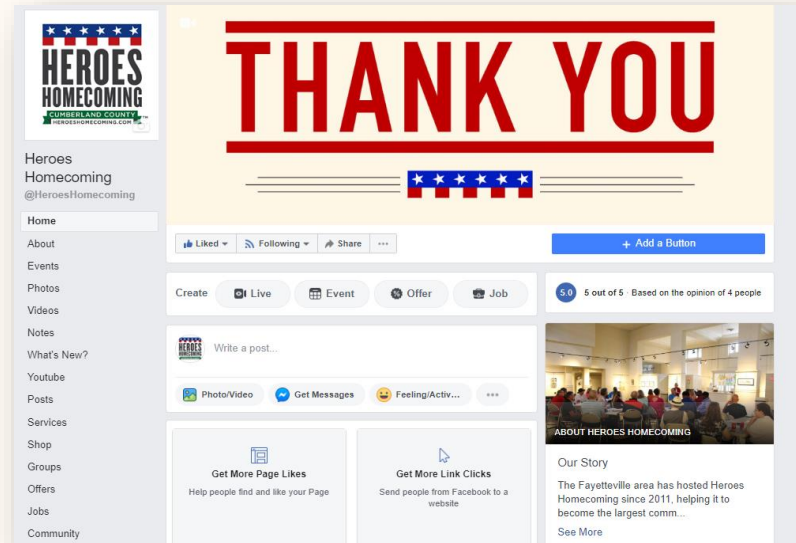 HEROES
HOMECOMING
CUMBERLAND COUNTY™
HEROESHOMECOMING.COM
Heroes
Homecoming
@HeroesHomecoming
Home
About
Events
Photos
Videos
Notes
What's New?
Youtube
Posts
Services
Shop
Groups
Offers
Jobs
Community
THANK YOU
Liked Following Share
+ Add a Button
Create Live Event Offer Job
5.0 5 out of 5 · Based on the opinion of 4 people
HEROES
HOMECOMING
Write a post...
Photo/Video Get Messages Feeling/Activ... 
Get More Page Likes
Help people find and like your Page
Get More Link Clicks
Send people from Facebook to a
website
ABOUT HEROES HOMECOMING
Our Story
The Fayetteville area has hosted Heroes
Homecoming since 2011, helping it to
become the largest comm...
See More